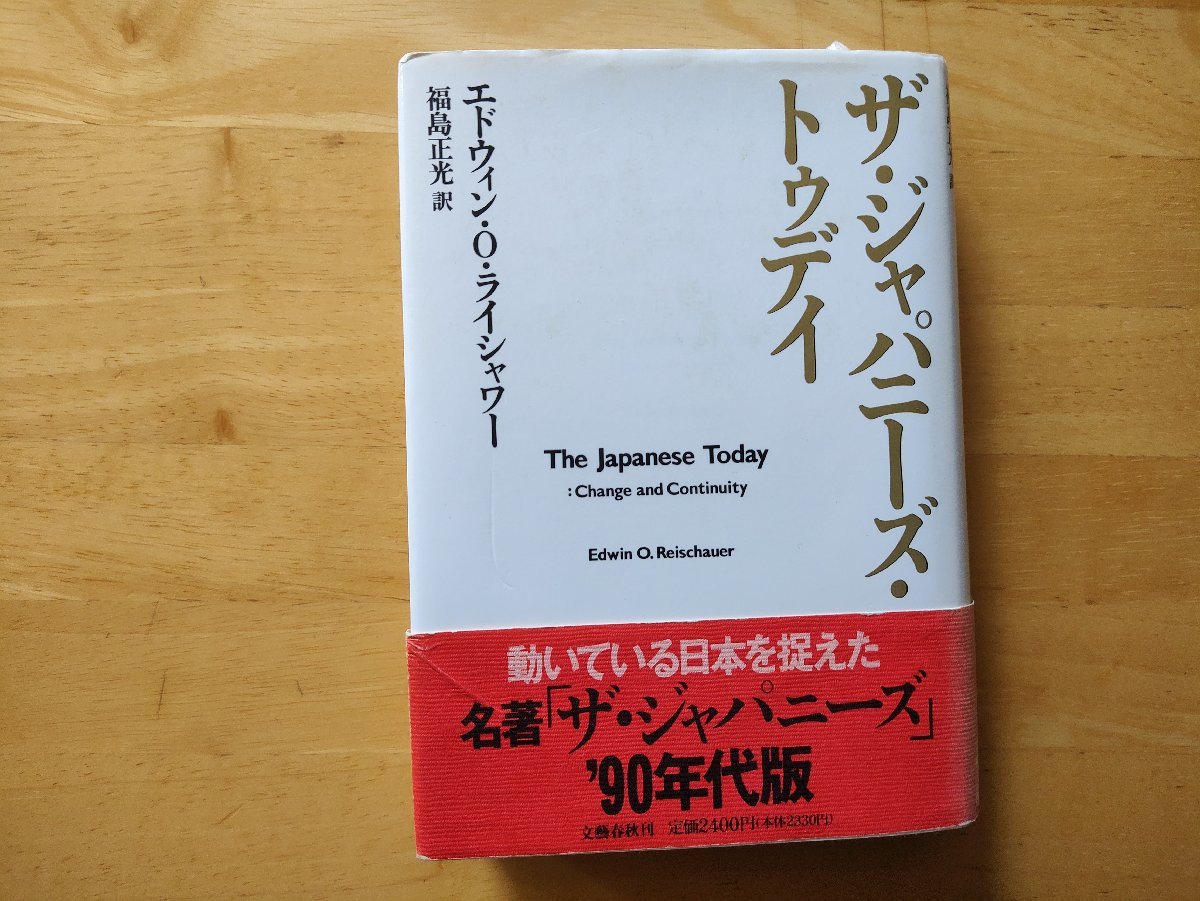 ザ・ジャパニーズ・
トゥデイ
エドウィン・O・ライシャワー
福島正光 訳
The Japanese Today
: Change and Continuity
Edwin O. Reischauer
動いている日本を捉えた
名著「ザ・ジャパニーズ」
’90年代版
文藝春秋刊 定価2400円(本体2330円)